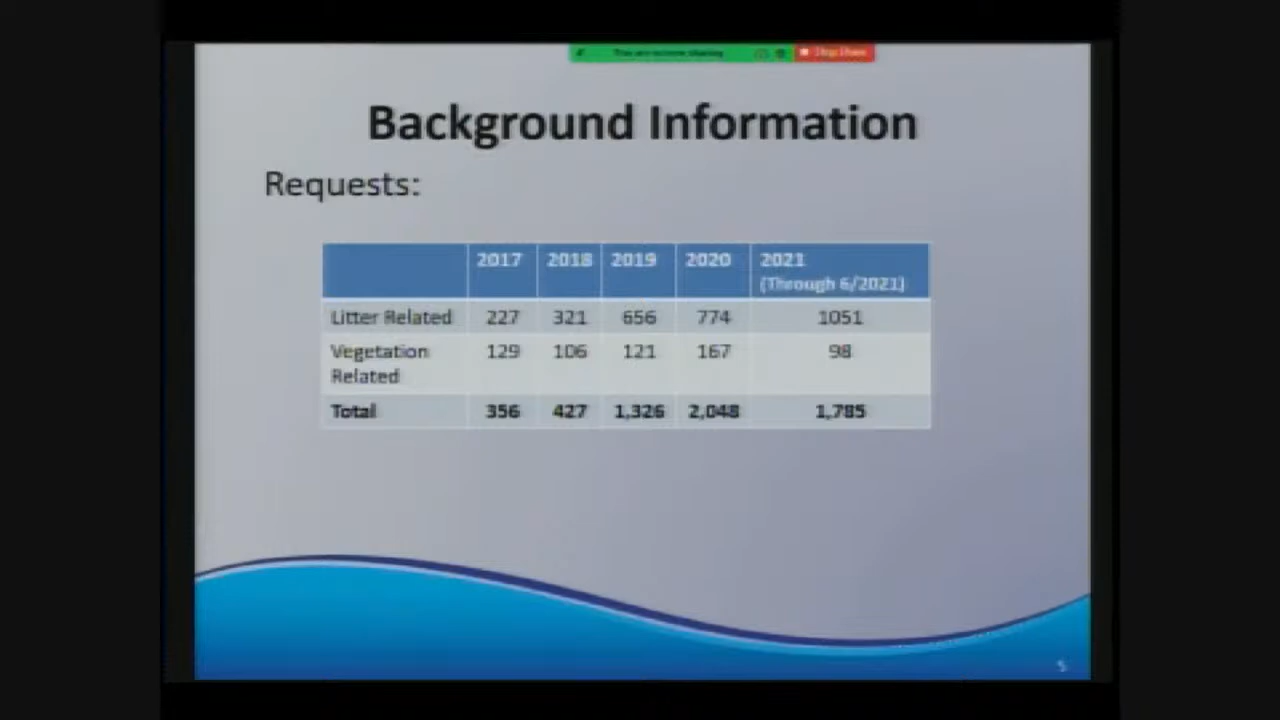 Background Information
Requests:
2017 2018 2019 2020 2021
(Through 6/2021)
Litter Related 227 321 656 774 1051
Vegetation 129 106 121 167 98
Related
Total 356 427 1,326 2,048 1,785
5